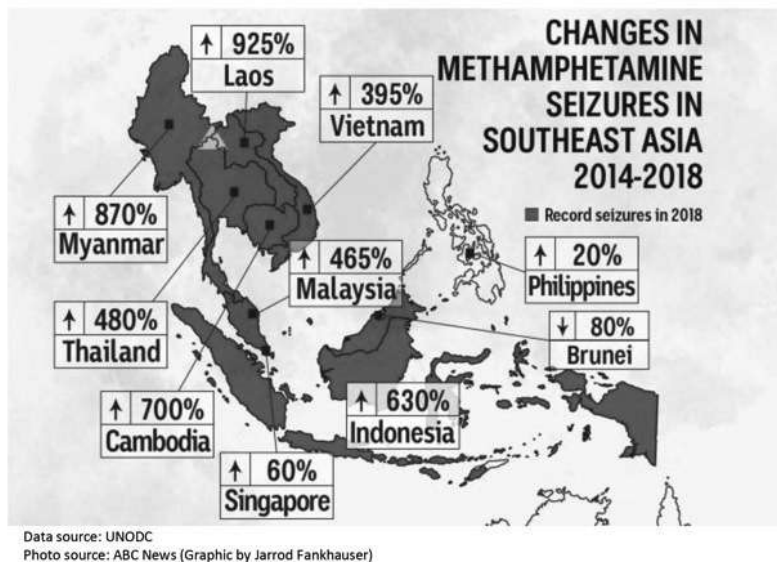 CHANGES IN
METHAMPHETAMINE
SEIZURES IN
SOUTHEAST ASIA
2014-2018
■ Record seizures in 2018
↑ 925%
Laos
↑ 395%
Vietnam
↑ 870%
Myanmar
↑ 465%
Malaysia
↑ 20%
Philippines
↑ 480%
Thailand
↓ 80%
Brunei
↑ 700%
Cambodia
↑ 630%
Indonesia
↑ 60%
Singapore
Data source: UNODC
Photo source: ABC News (Graphic by Jarrod Fankhauser)